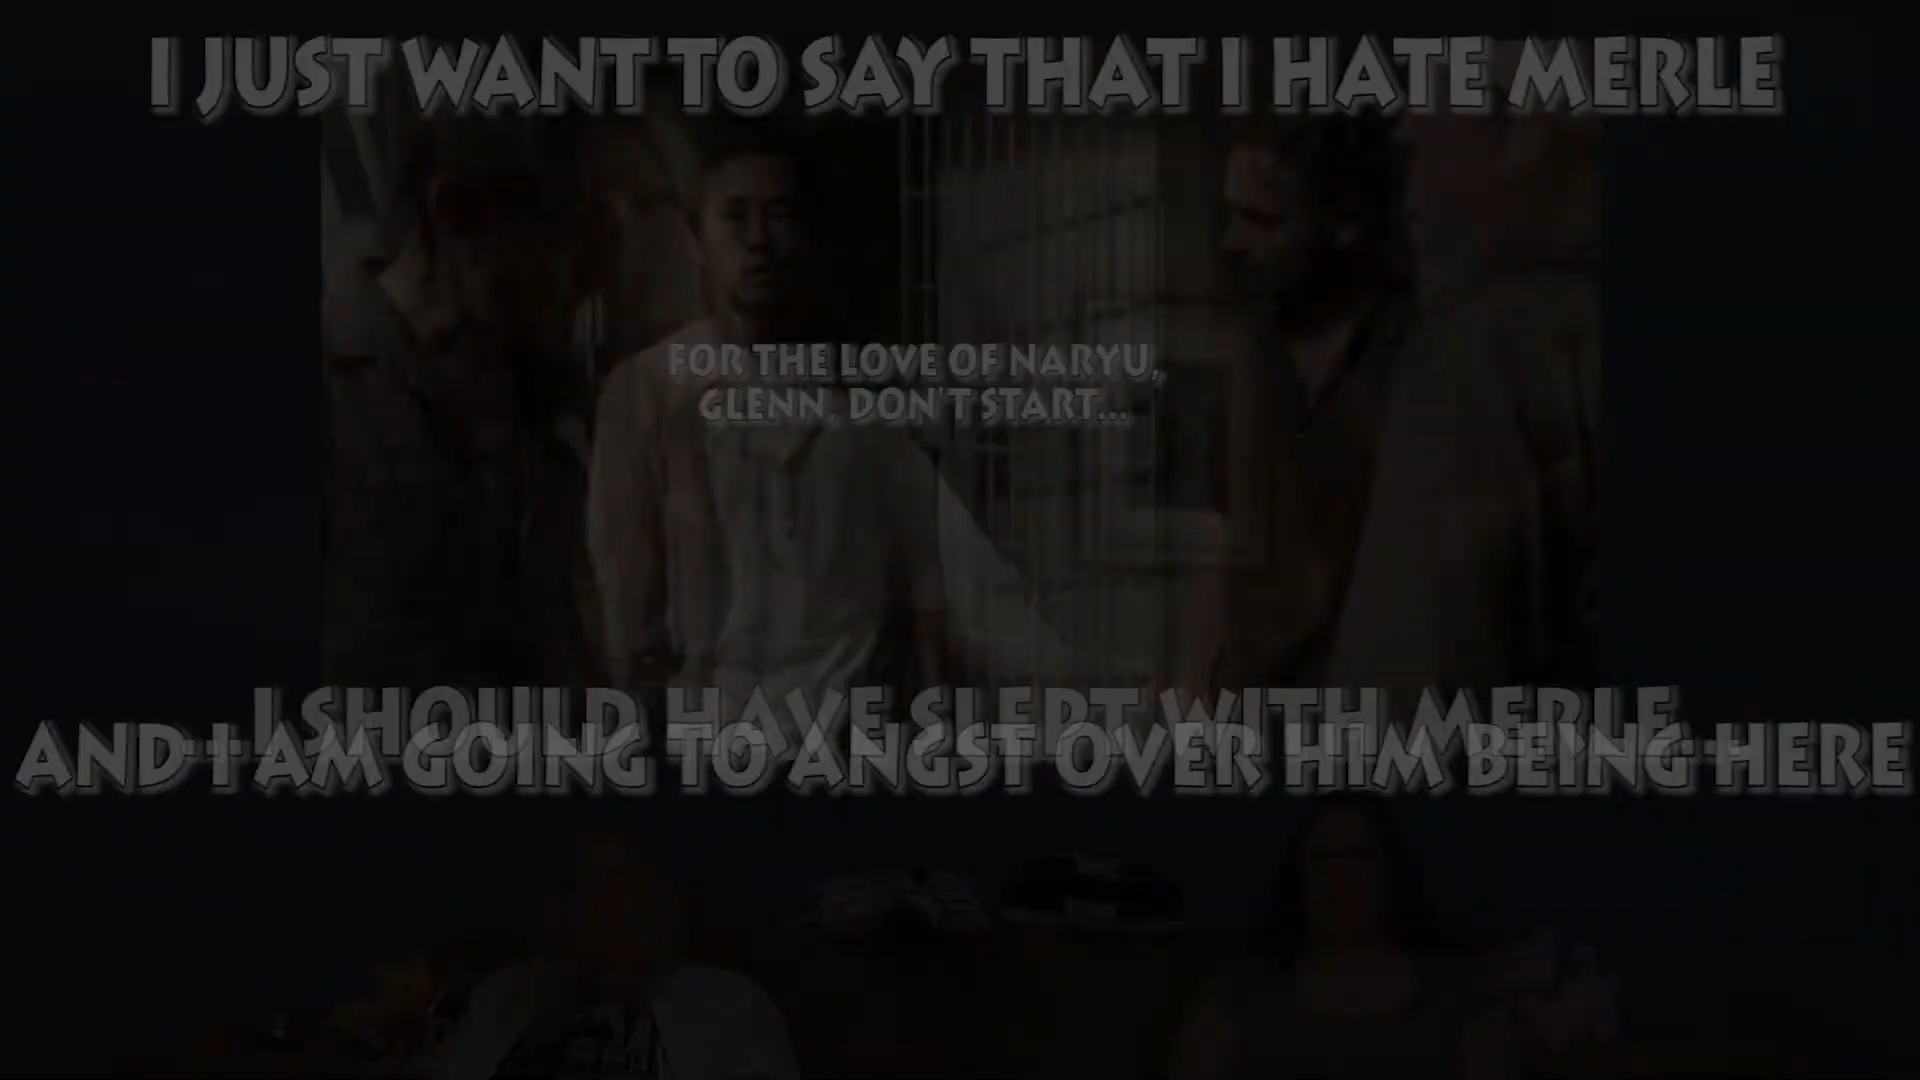 I JUST WANT TO SAY THAT I HATE MERLE
FOR THE LOVE OF NARYU,,
GLENN, DON'T START...
I SHOULD HAVE SLEPT WITH MERLE...
AND I AM GOING TO ANGST OVER HIM BEING HERE